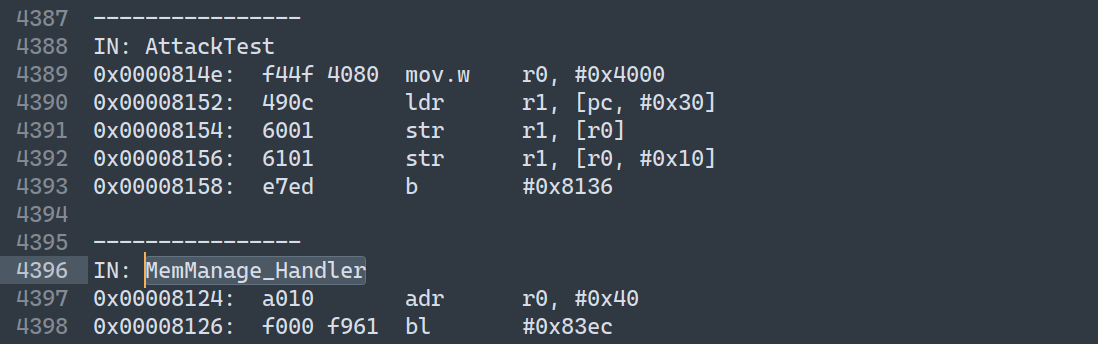 4387 ----------------
4388 IN: AttackTest
4389 0x0000814e: f44f 4080 mov.w r0, #0x4000
4390 0x00008152: 490c ldr r1, [pc, #0x30]
4391 0x00008154: 6001 str r1, [r0]
4392 0x00008156: 6101 str r1, [r0, #0x10]
4393 0x00008158: e7ed b #0x8136
4394
4395 ----------------
4396 IN: MemManage_Handler
4397 0x00008124: a010 adr r0, #0x40
4398 0x00008126: f000 f961 bl #0x83ec